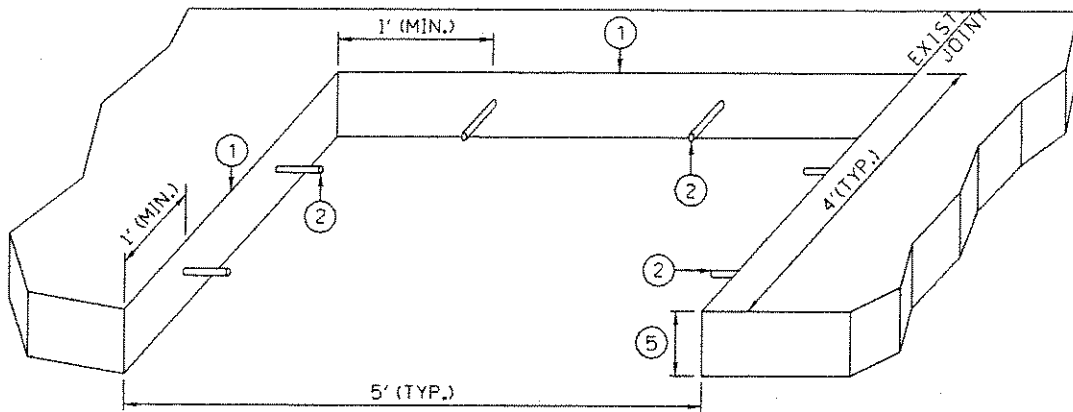 1' (MIN.)
1
EXIST.
JOINT
1
2
2
4' (TYP.)
1' (MIN.)
2
5
5' (TYP.)